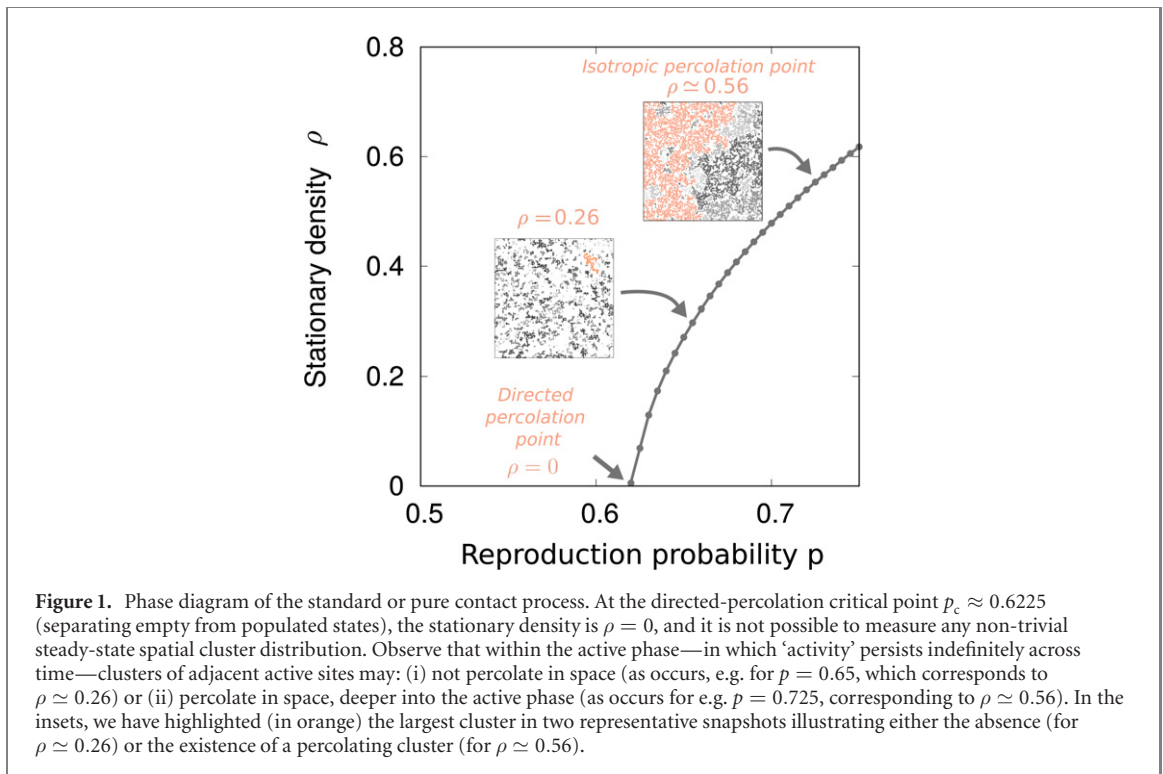 0.8
0.6
0.4
0.2
0
Stationary density ρ
Isotropic percolation point
ρ ≃ 0.56
ρ = 0.26
Directed
percolation
point
ρ = 0
0.5 0.6 0.7
Reproduction probability p
Figure 1. Phase diagram of the standard or pure contact process. At the directed-percolation critical point p_c ≈ 0.6225
(separating empty from populated states), the stationary density is ρ = 0, and it is not possible to measure any non-trivial
steady-state spatial cluster distribution. Observe that within the active phase—in which ‘activity’ persists indefinitely across
time—clusters of adjacent active sites may: (i) not percolate in space (as occurs, e.g. for p = 0.65, which corresponds to
ρ ≃ 0.26) or (ii) percolate in space, deeper into the active phase (as occurs for e.g. p = 0.725, corresponding to ρ ≃ 0.56). In the
insets, we have highlighted (in orange) the largest cluster in two representative snapshots illustrating either the absence (for
ρ ≃ 0.26) or the existence of a percolating cluster (for ρ ≃ 0.56).